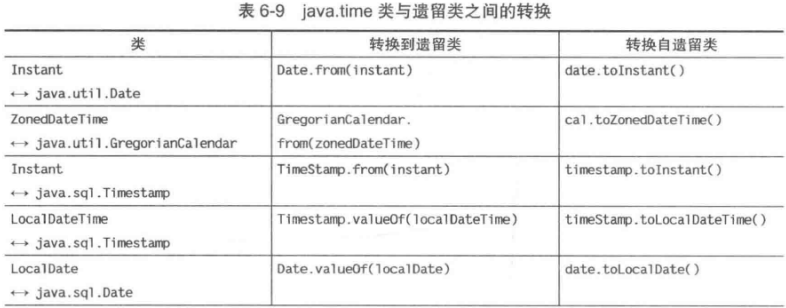 表 6-9 java.time 类与遗留类之间的转换
类 转换到遗留类 转换自遗留类
Instant Date.from(instant) date.toInstant()
↔ java.util.Date
ZonedDateTime GregorianCalendar. cal.toZonedDateTime()
↔ java.util.GregorianCalendar from(zonedDateTime)
Instant TimeStamp.from(instant) timestamp.toInstant()
↔ java.sql.Timestamp
LocalDateTime Timestamp.valueOf(localDateTime) timeStamp.toLocalDateTime()
↔ java.sql.Timestamp
LocalDate Date.valueOf(localDate) date.toLocalDate()
↔ java.sql.Date